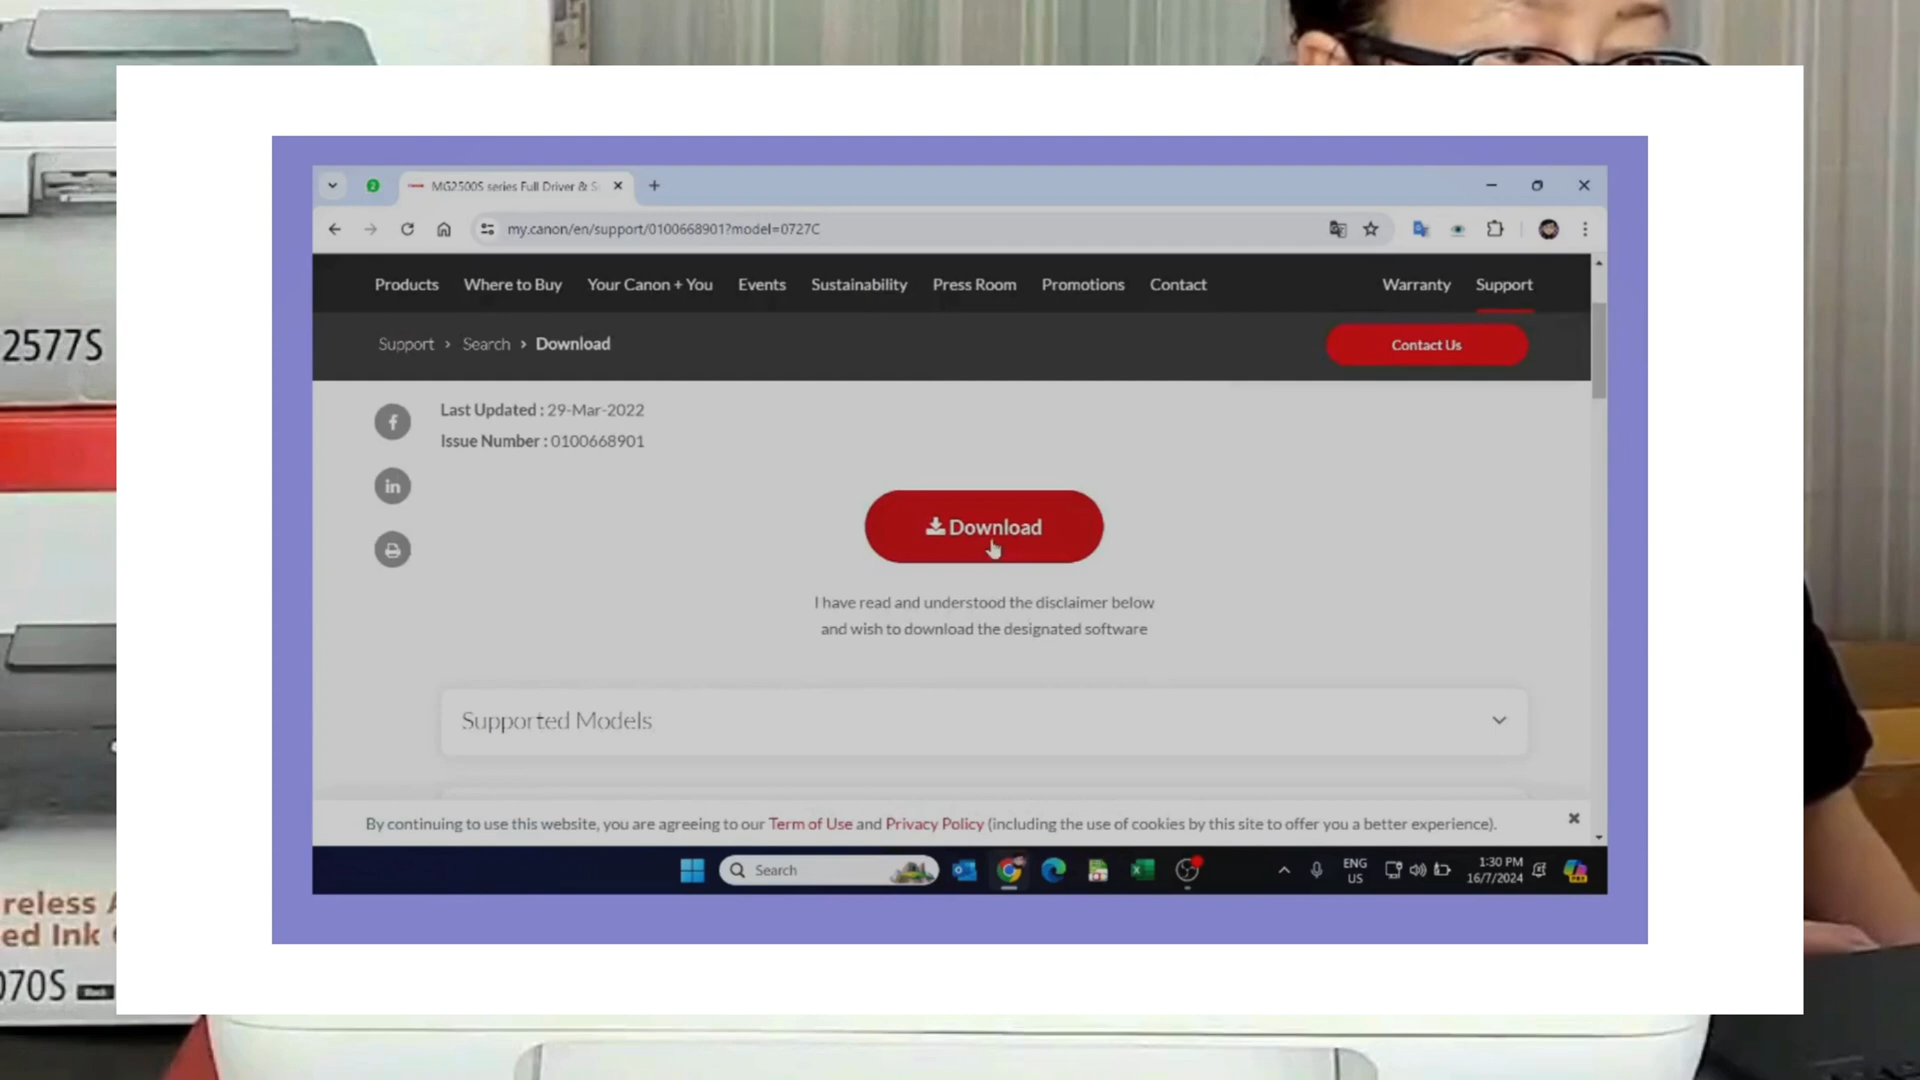 MG2500S series Full Driver & S
my.canon/en/support/0100668901?model=0727C
Products Where to Buy Your Canon + You Events Sustainability Press Room Promotions Contact Warranty Support
Support > Search > Download
Contact Us
Last Updated : 29-Mar-2022
Issue Number : 0100668901
Download
I have read and understood the disclaimer below
and wish to download the designated software
Supported Models
By continuing to use this website, you are agreeing to our Term of Use and Privacy Policy (including the use of cookies by this site to offer you a better experience).
Search
ENG
US
1:30 PM
16/7/2024
2577S
reless A
ed Ink
070S
Black